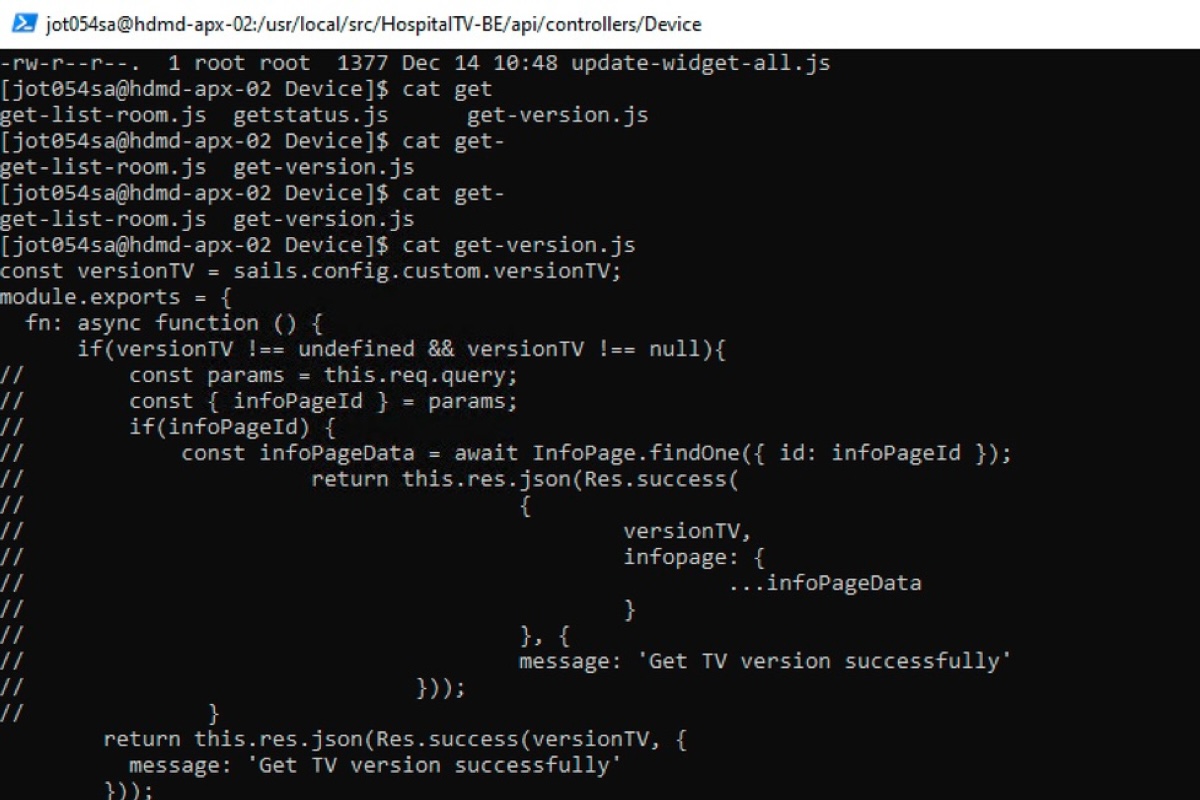 jot054sa@hdmd-apx-02:/usr/local/src/HospitalTV-BE/api/controllers/Device
-rw-r--r--.  1 root root  1377 Dec 14 10:48 update-widget-all.js
[jot054sa@hdmd-apx-02 Device]$ cat get
get-list-room.js  getstatus.js      get-version.js
[jot054sa@hdmd-apx-02 Device]$ cat get-
get-list-room.js  get-version.js
[jot054sa@hdmd-apx-02 Device]$ cat get-
get-list-room.js  get-version.js
[jot054sa@hdmd-apx-02 Device]$ cat get-version.js
const versionTV = sails.config.custom.versionTV;
module.exports = {
  fn: async function () {
      if(versionTV !== undefined && versionTV !== null){
//        const params = this.req.query;
//        const { infoPageId } = params;
//        if(infoPageId) {
//            const infoPageData = await InfoPage.findOne({ id: infoPageId });
//                      return this.res.json(Res.success(
//                                      {
//                                              versionTV,
//                                              infopage: {
//                                                      ...infoPageData
//                                              }
//                                      }, {
//                                      message: 'Get TV version successfully'
//                              }));
//              }
        return this.res.json(Res.success(versionTV, {
          message: 'Get TV version successfully'
        }));